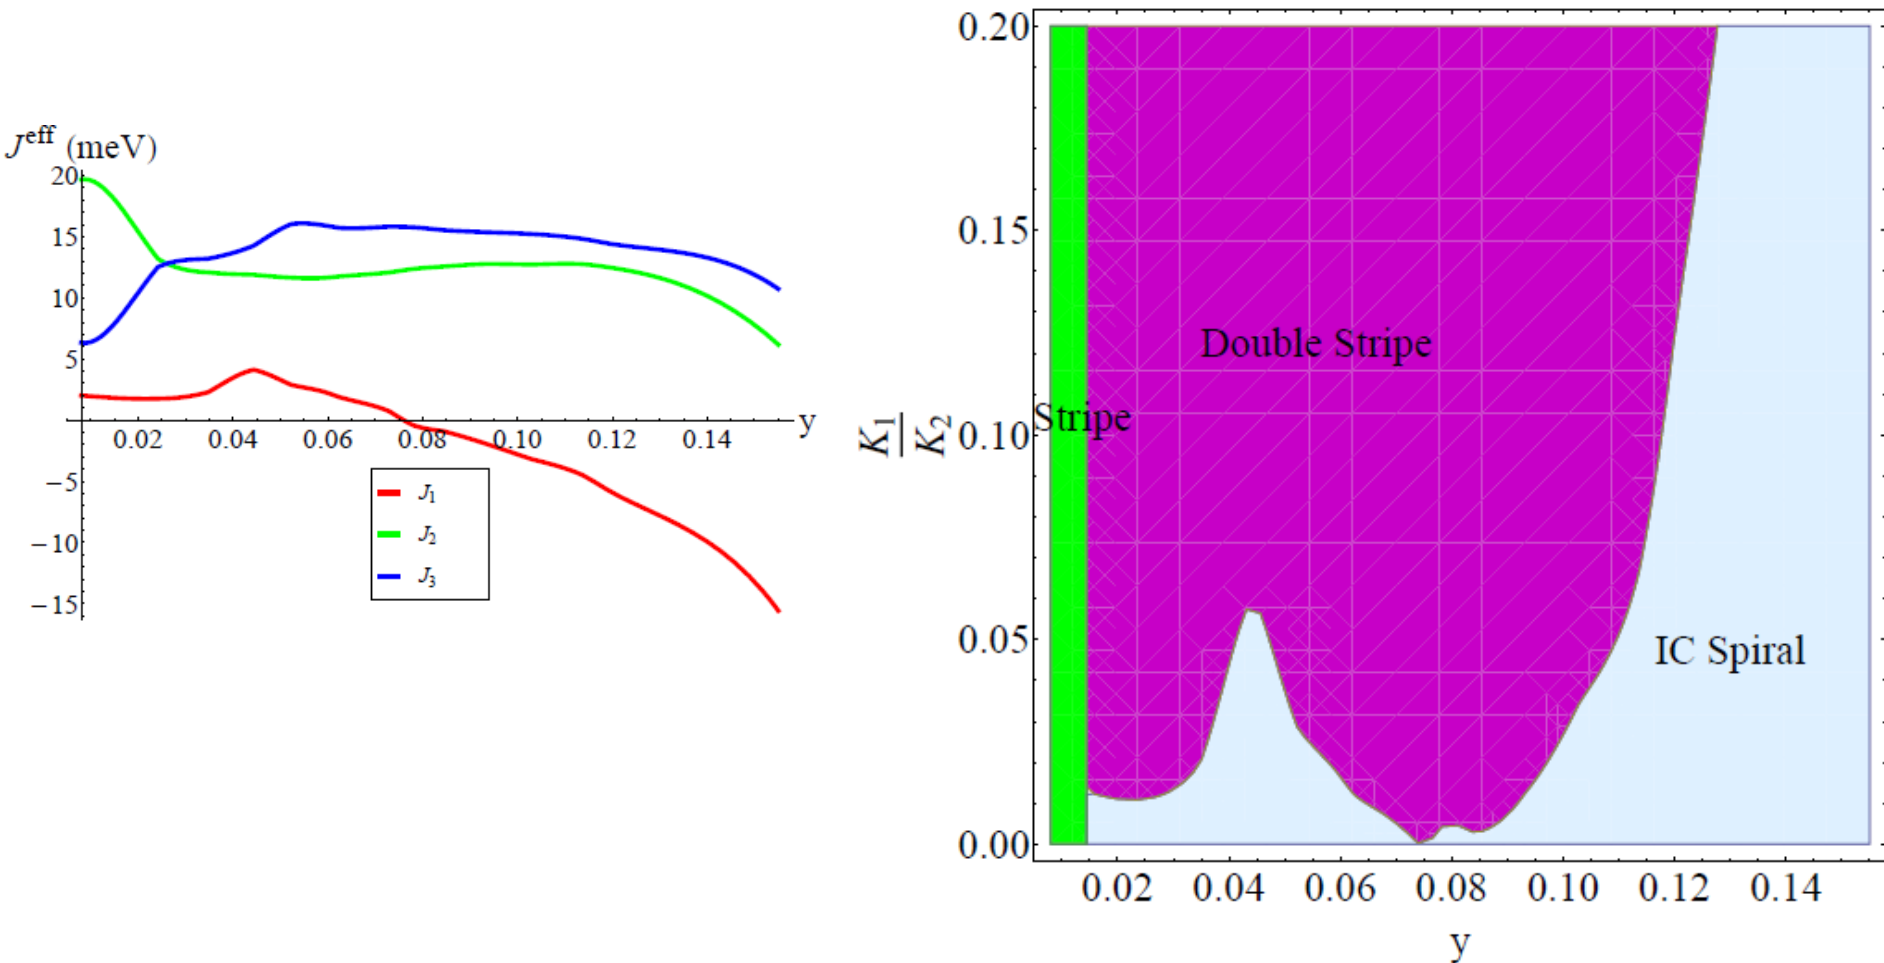 J^eff (meV)
20
15
10
5
−5
−10
−15
0.02 0.04 0.06 0.08 0.10 0.12 0.14
y
J1
J2
J3
K1/K2
0.20
0.15
0.10
0.05
0.00
Stripe
Double Stripe
IC Spiral
0.02 0.04 0.06 0.08 0.10 0.12 0.14
y